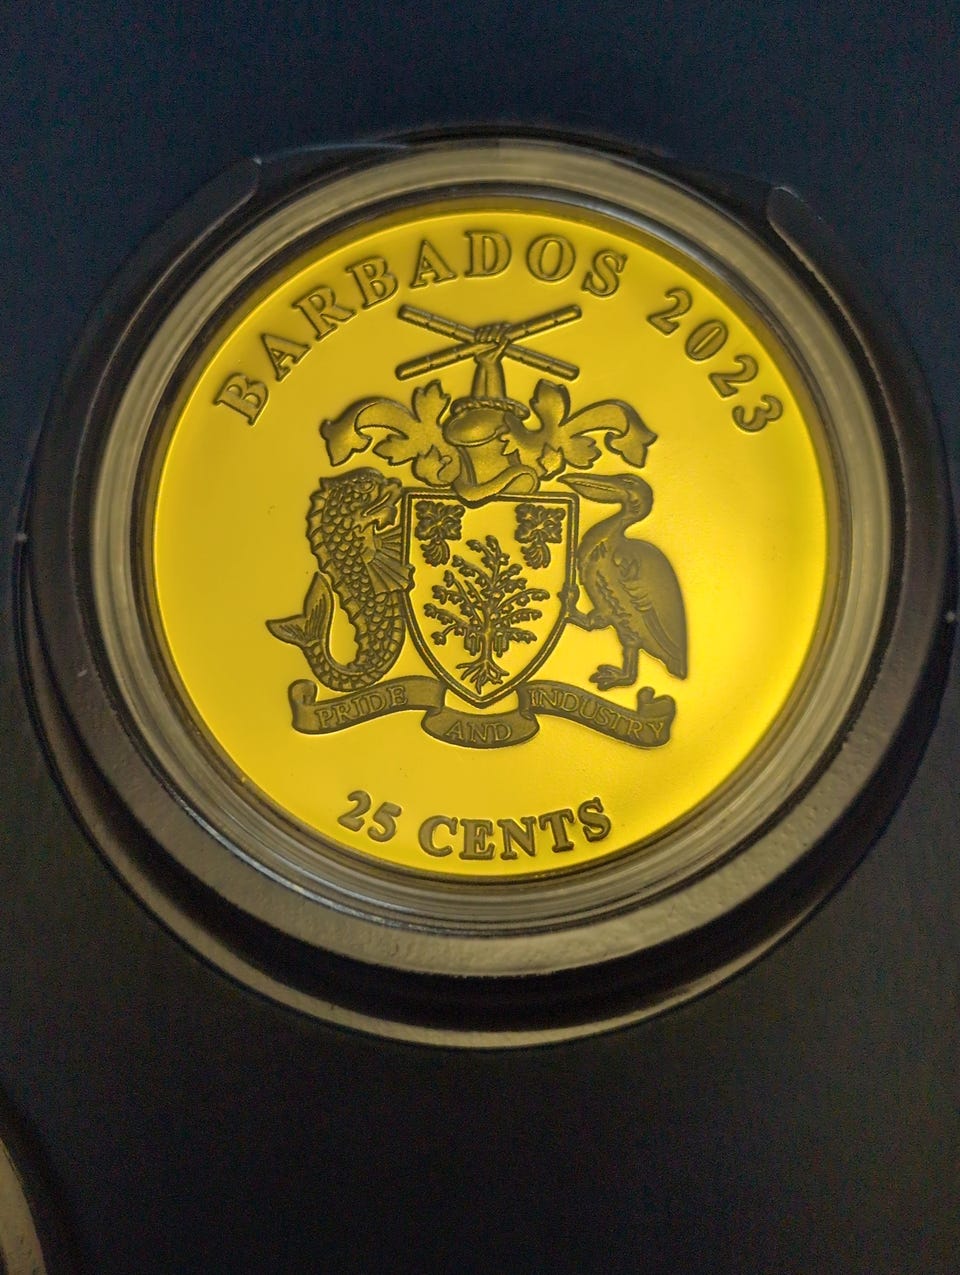 BARBADOS 2023
PRIDE AND INDUSTRY
25 CENTS